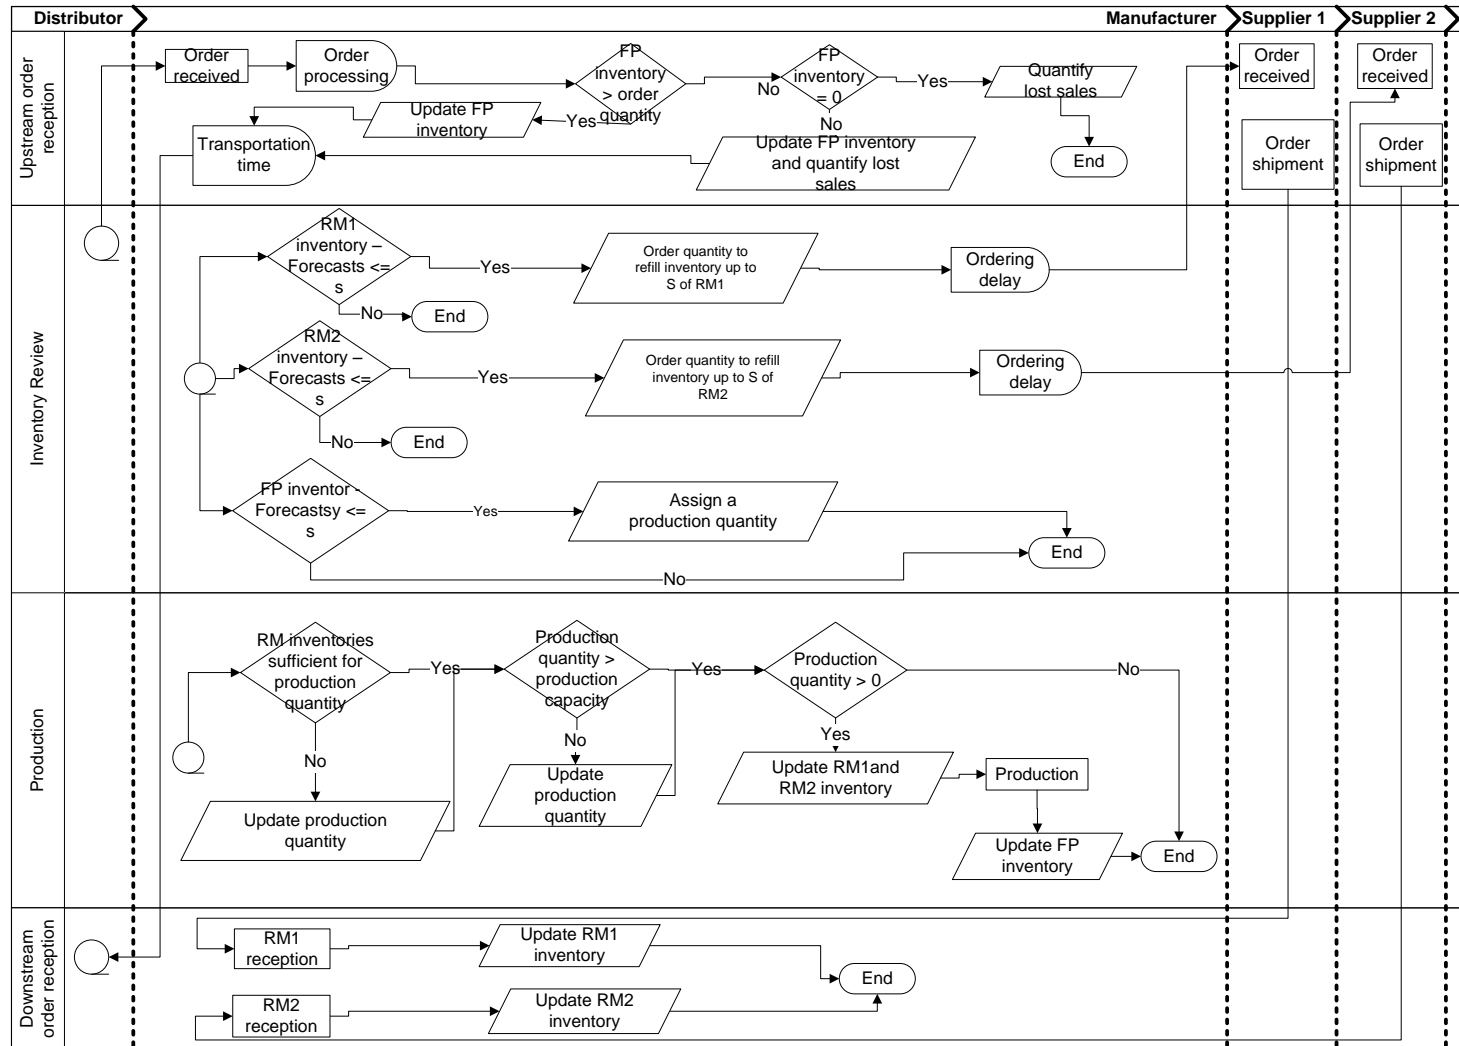 Distributor
Manufacturer
Supplier 1
Supplier 2
Upstream order
reception
Order
received
Order
processing
FP
inventory
> order
quantity
No
FP
inventory
= 0
Yes
Quantify
lost sales
Order
received
Order
received
Update FP
inventory
Yes
No
Transportation
time
Update FP inventory
and quantify lost
sales
End
Order
shipment
Order
shipment
Inventory Review
RM1
inventory –
Forecasts <=
s
Yes
Order quantity to
refill inventory up to
S of RM1
Ordering
delay
No
End
RM2
inventory –
Forecasts <=
s
Yes
Order quantity to refill
inventory up to S of
RM2
Ordering
delay
No
End
FP inventor -
Forecastsy <=
s
Yes
Assign a
production quantity
End
No
Production
RM inventories
sufficient for
production
quantity
Yes
Production
quantity >
production
capacity
Yes
Production
quantity > 0
No
No
No
Yes
Update production
quantity
Update
production
quantity
Update RM1and
RM2 inventory
Production
Update FP
inventory
End
Downstream
order reception
RM1
reception
Update RM1
inventory
End
RM2
reception
Update RM2
inventory